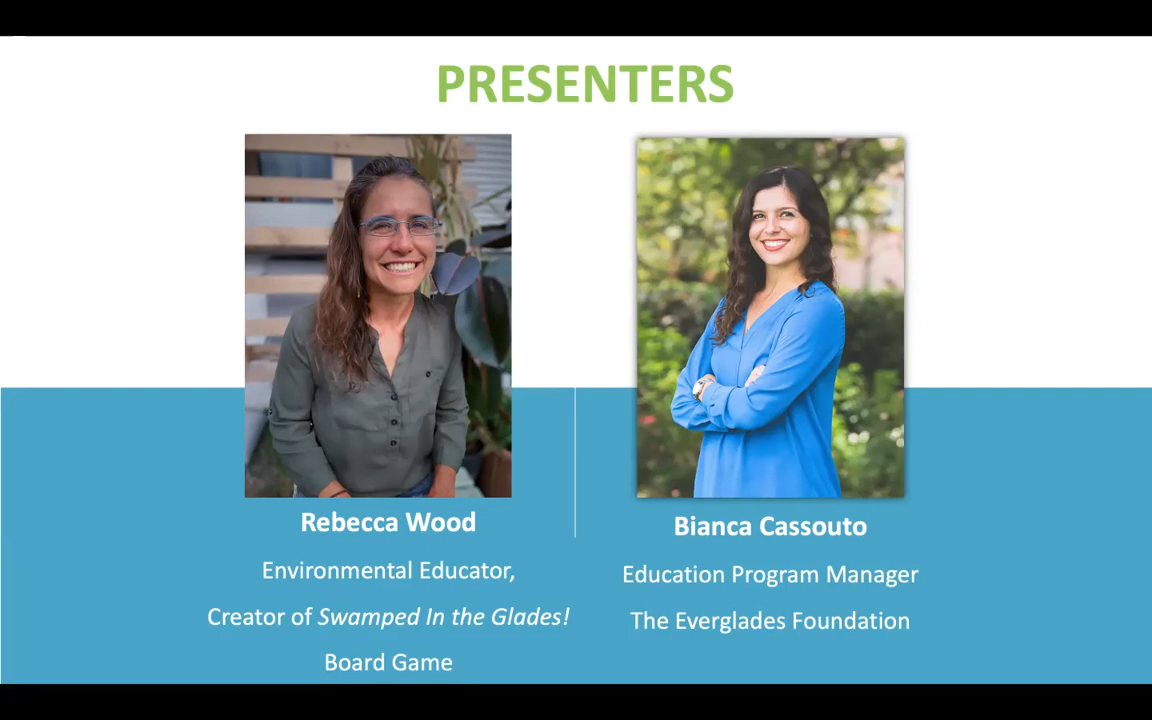 PRESENTERS
Rebecca Wood
Environmental Educator,
Creator of Swamped In the Glades!
Board Game
Bianca Cassouto
Education Program Manager
The Everglades Foundation